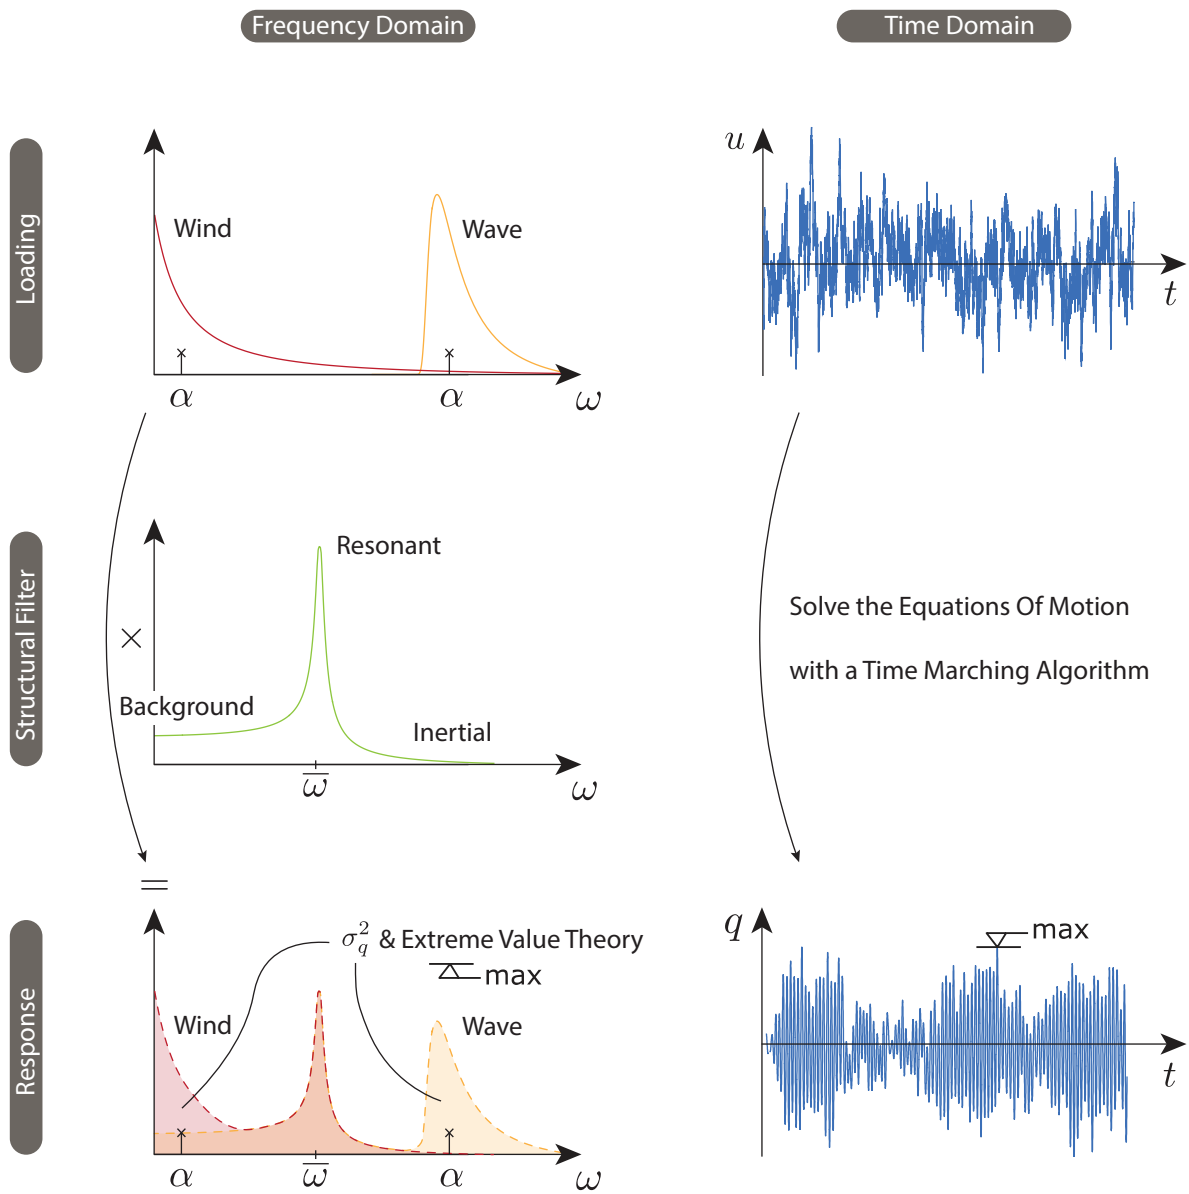 Frequency Domain
Time Domain
Loading
Wind
Wave
α
α
ω
u
t
Structural Filter
×
Resonant
Background
Inertial
ω̅
ω
Solve the Equations Of Motion
with a Time Marching Algorithm
=
Response
σ_q^2 & Extreme Value Theory
max
Wind
Wave
α
ω̅
α
ω
q
max
t